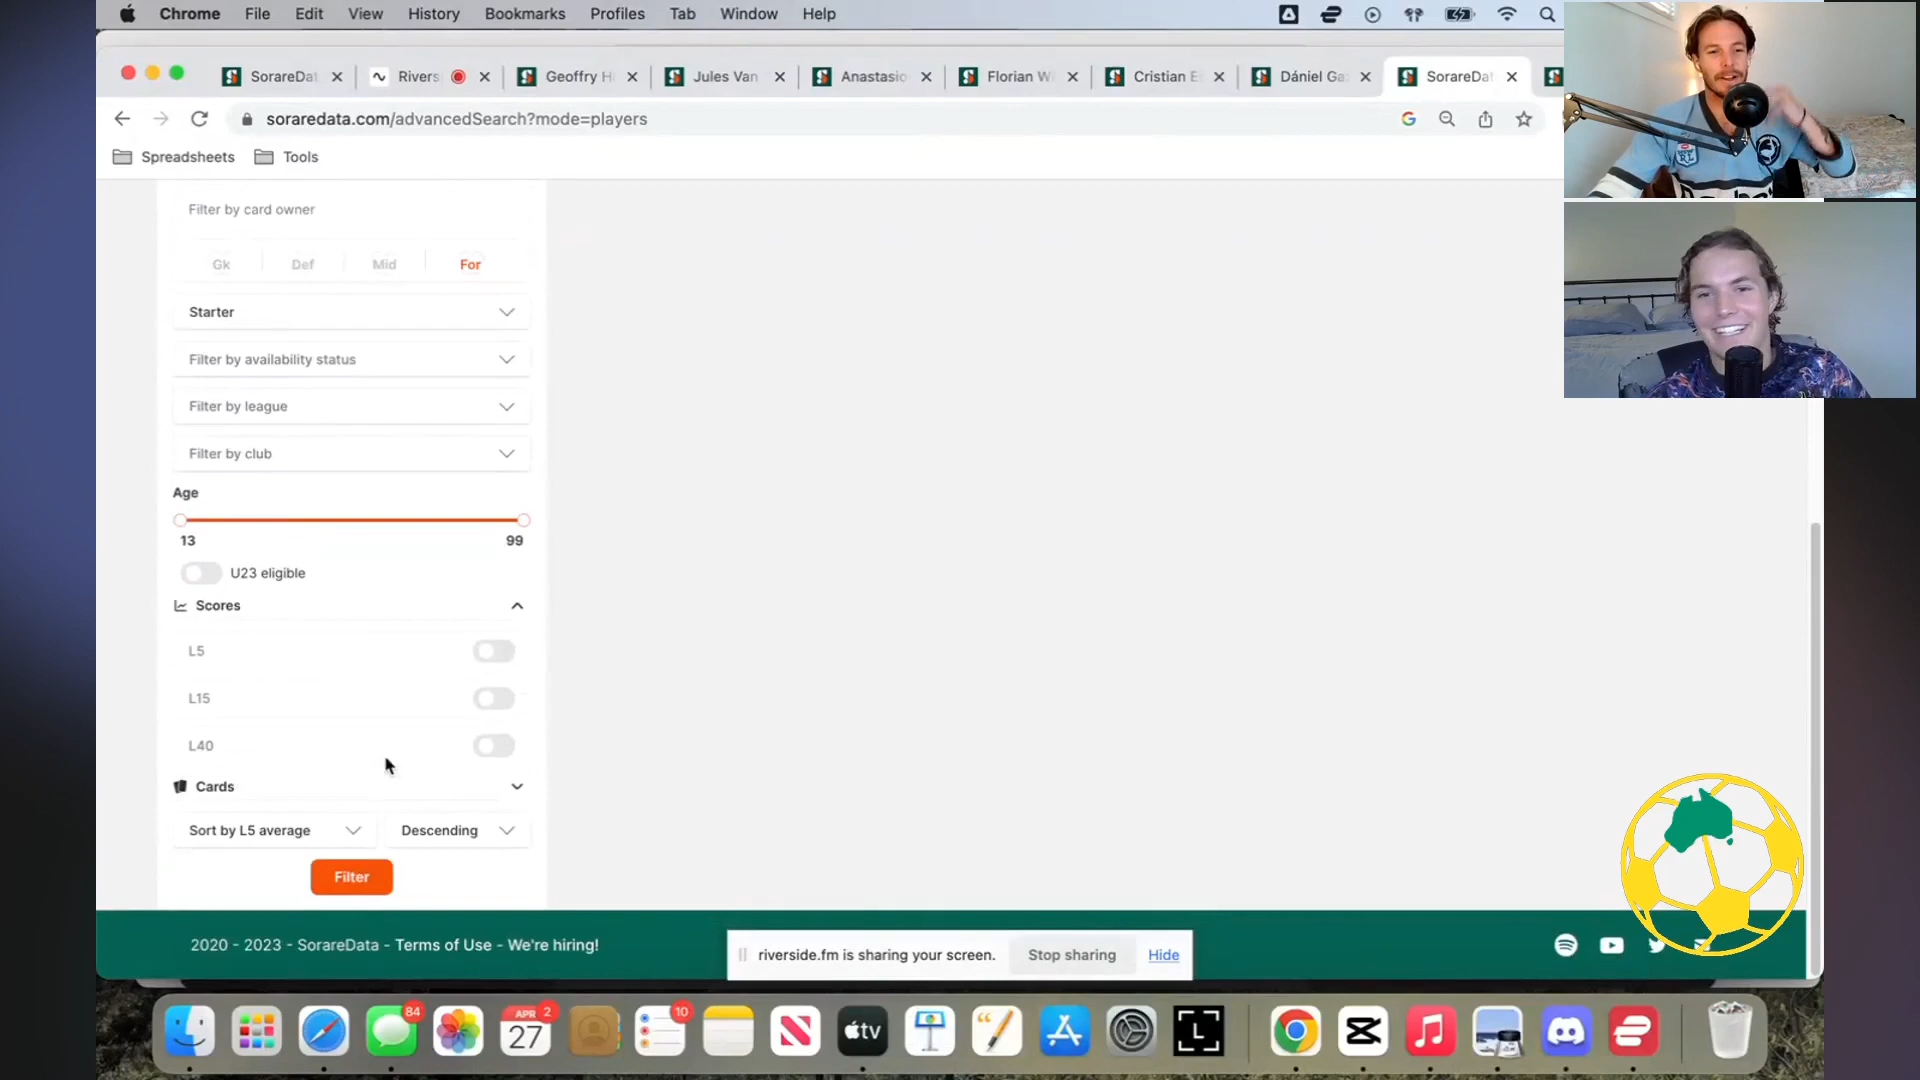 Chrome File Edit View History Bookmarks Profiles Tab Window Help
SorareDat Rivers Geoffry H Jules Van Anastasio Florian W Cristian E Dániel Ga SorareDat
soraredata.com/advancedSearch?mode=players
Spreadsheets Tools
Filter by card owner
Gk Def Mid For
Starter
Filter by availability status
Filter by league
Filter by club
Age
13 99
U23 eligible
Scores
L5
L15
L40
Cards
Sort by L5 average Descending
Filter
2020 - 2023 - SorareData - Terms of Use - We're hiring!
riverside.fm is sharing your screen. Stop sharing Hide
84
APR 2
27
10
tv
L